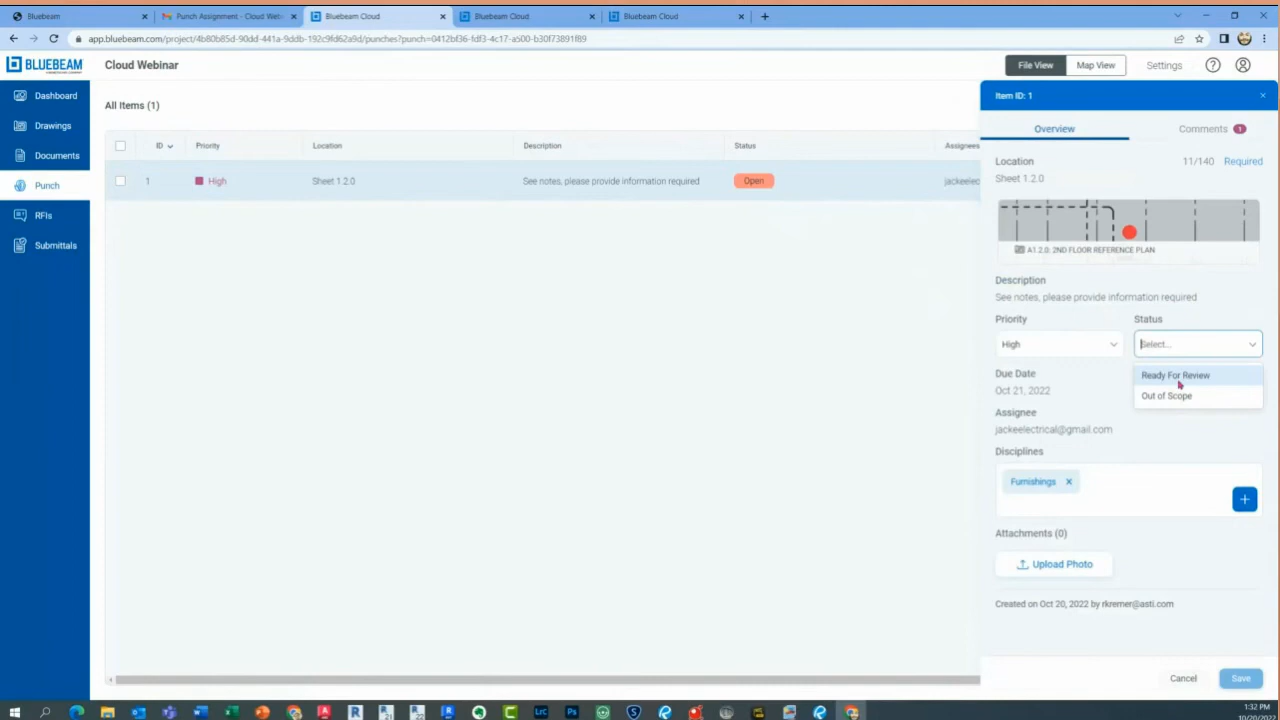 Bluebeam
Punch Assignment - Cloud Web
Bluebeam Cloud
Bluebeam Cloud
Bluebeam Cloud
app.bluebeam.com/project/4b80b85d-90dd-441a-9ddb-192c9fd62a9d/punches?punch=0412bf36-fdf3-4c17-a500-b30f73891f89
BLUEBEAM
Cloud Webinar
File View
Map View
Settings
Dashboard
Drawings
Documents
Punch
RFIs
Submittals
All Items (1)
ID Priority Location Description Status Assignees
1 High Sheet 1.2.0 See notes, please provide information required Open jackeelec
Item ID: 1
Overview
Comments 1
Location 11/140 Required
Sheet 1.2.0
A1.2.0: 2ND FLOOR REFERENCE PLAN
Description
See notes, please provide information required
Priority Status
High Select...
Ready For Review
Out of Scope
Due Date
Oct 21, 2022
Assignee
jackeelectrical@gmail.com
Disciplines
Furnishings
Attachments (0)
Upload Photo
Created on Oct 20, 2022 by rkremer@asti.com
Cancel Save
1:32 PM
10/20/202